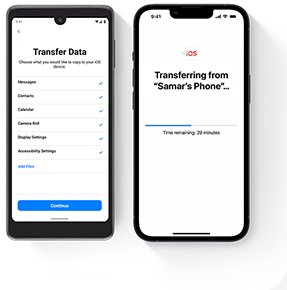 9:41
Transfer Data
Choose what you would like to copy to your iOS
device.
Messages
Contacts
Calendar
Camera Roll
Display Settings
Accessibility Settings
Add Files
Continue
9:41
iOS
Transferring from
"Samar's Phone"...
Time remaining: 29 minutes